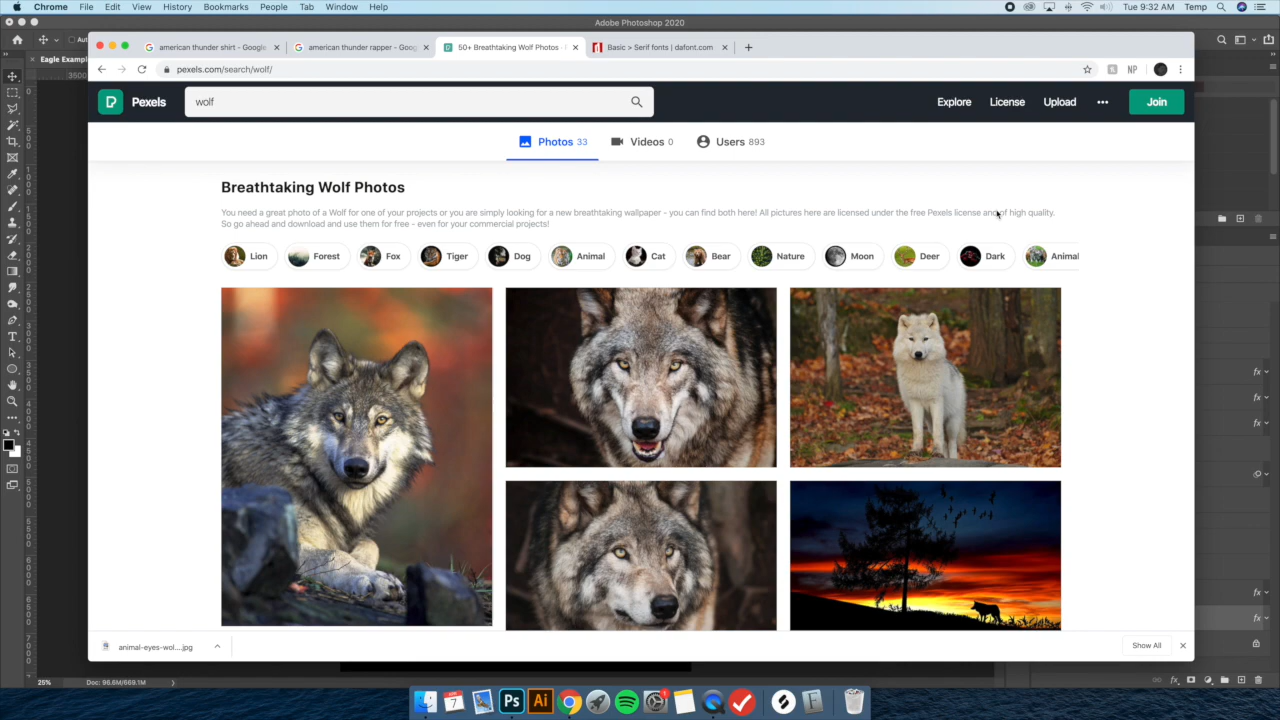 Chrome File Edit View History Bookmarks People Tab Window Help Tue 9:32 AM Temp
Adobe Photoshop 2020
Eagle Exampl
american thunder shirt - Google
american thunder rapper - Goog
50+ Breathtaking Wolf Photos
Basic > Serif fonts | dafont.com
pexels.com/search/wolf/
NP
Pexels
wolf
Explore License Upload Join
Photos 33 Videos 0 Users 893
Breathtaking Wolf Photos
You need a great photo of a Wolf for one of your projects or you are simply looking for a new breathtaking wallpaper - you can find both here! All pictures here are licensed under the free Pexels license and of high quality.
So go ahead and download and use them for free - even for your commercial projects!
Lion Forest Fox Tiger Dog Animal Cat Bear Nature Moon Deer Dark Animal
animal-eyes-wol....jpg
Show All
25% Doc: 98.6M/669.1M
7
Ps Ai
1